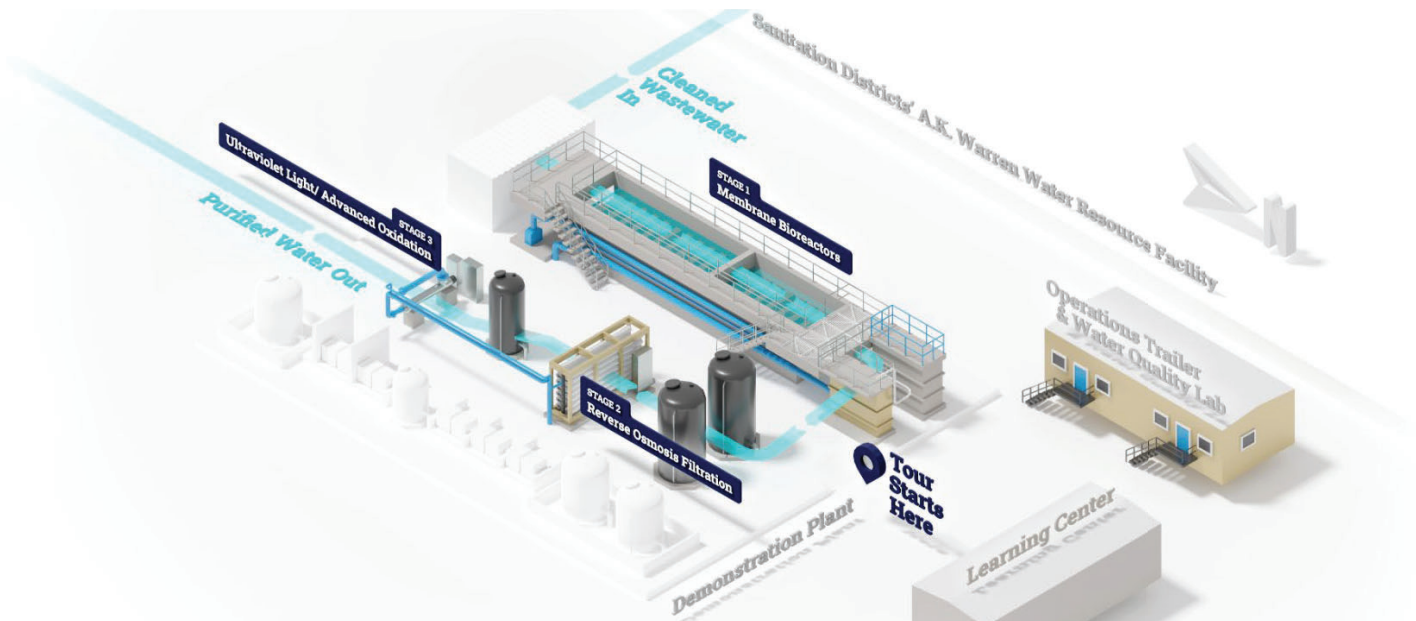 Sanitation Districts' A.K. Warren Water Resource Facility
Cleaned
Wastewater
In
STAGE 1
Membrane Bioreactors
STAGE 3
Ultraviolet Light/ Advanced Oxidation
Purified Water Out
STAGE 2
Reverse Osmosis Filtration
Operations Trailer
& Water Quality Lab
Tour
Starts
Here
Demonstration Plant
Learning Center
N